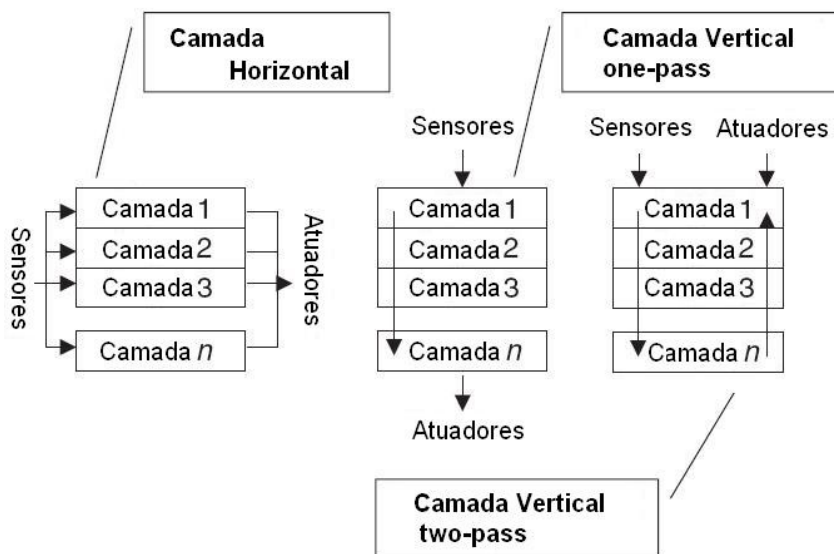 Camada
Horizontal
Camada Vertical
one-pass
Sensores
Sensores
Atuadores
Sensores
Camada 1
Camada 2
Camada 3
Camada n
Atuadores
Camada 1
Camada 2
Camada 3
Camada n
Atuadores
Camada 1
Camada 2
Camada 3
Camada n
Camada Vertical
two-pass